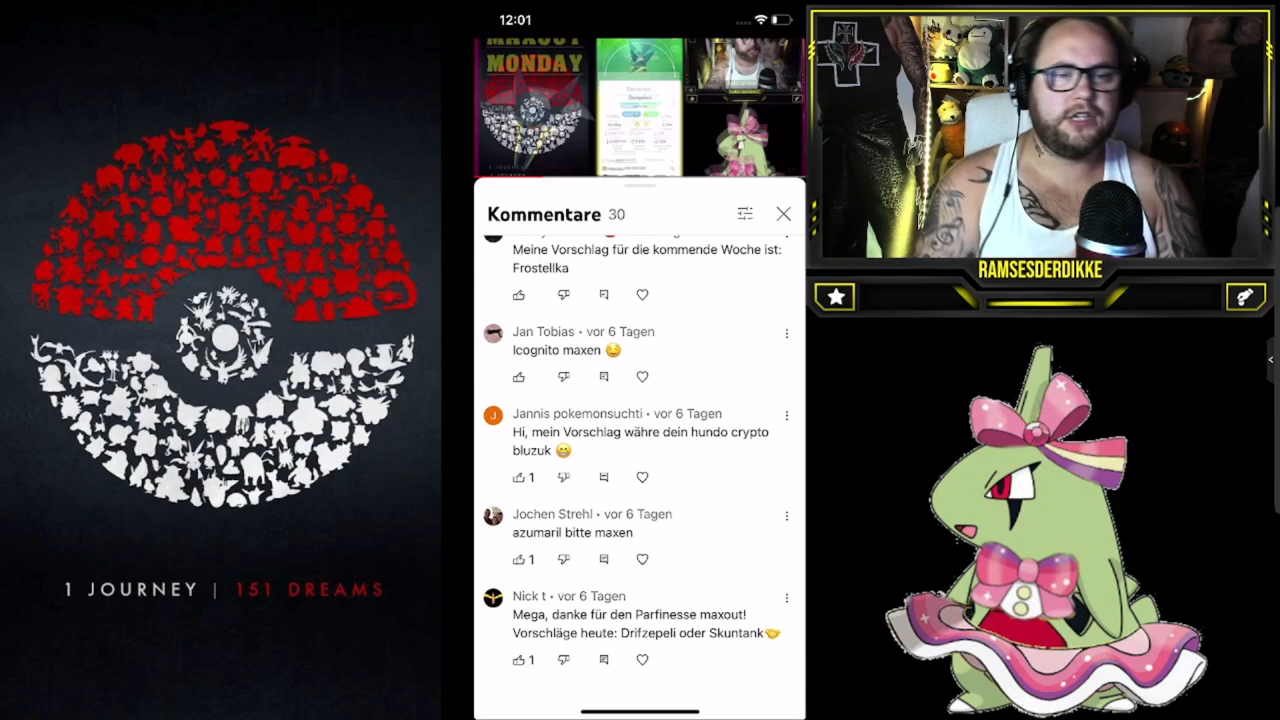 12:01
MAXOUT
MONDAY
RAMSESDERDIKKE
Kommentare 30
Meine Vorschlag für die kommende Woche ist:
Frostellka
Jan Tobias • vor 6 Tagen
Icognito maxen 😌
J
Jannis pokemonsuchti • vor 6 Tagen
Hi, mein Vorschlag währe dein hundo crypto
bluzuk 😁
1
Jochen Strehl • vor 6 Tagen
azumaril bitte maxen
1
Nick t • vor 6 Tagen
Mega, danke für den Parfinesse maxout!
Vorschläge heute: Drifzepeli oder Skuntank🤝
1
1 JOURNEY | 151 DREAMS
RAMSESDERDIKKE